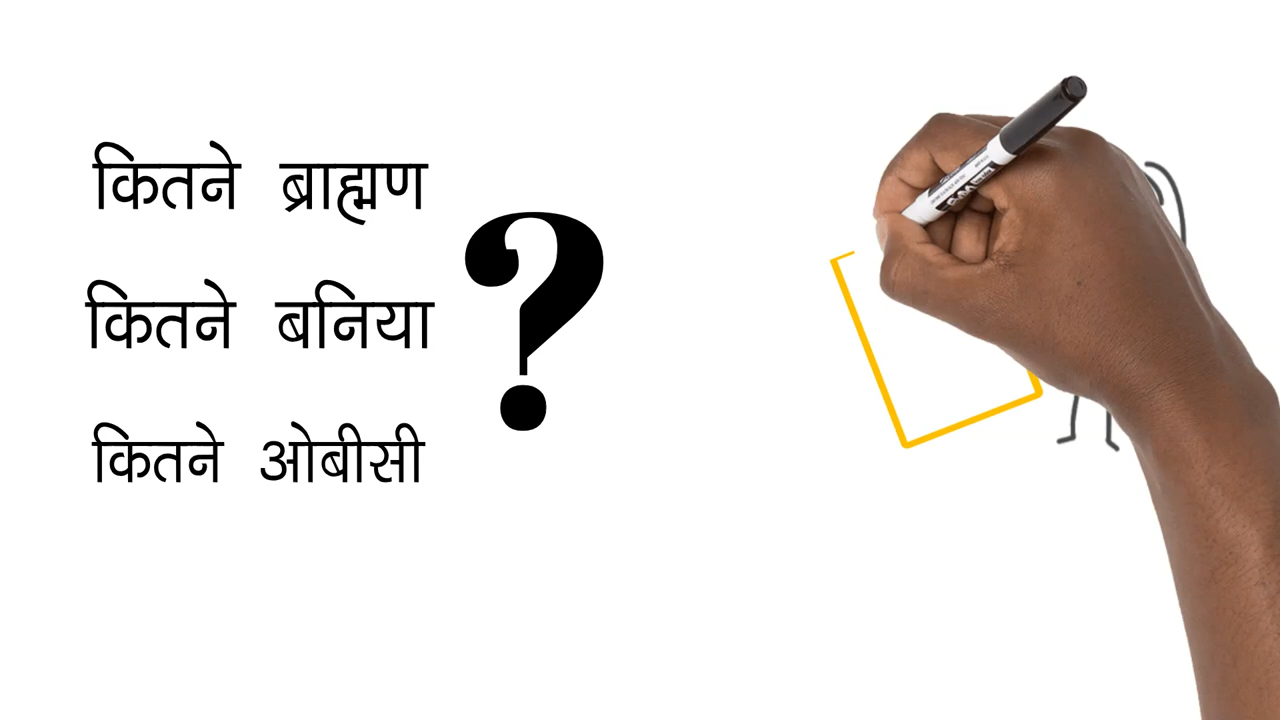 कितने ब्राह्मण
कितने बनिया
कितने ओबीसी
?